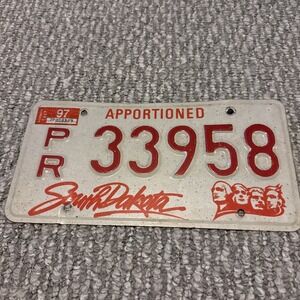 97
APPORTIONED
PR 33958
South Dakota